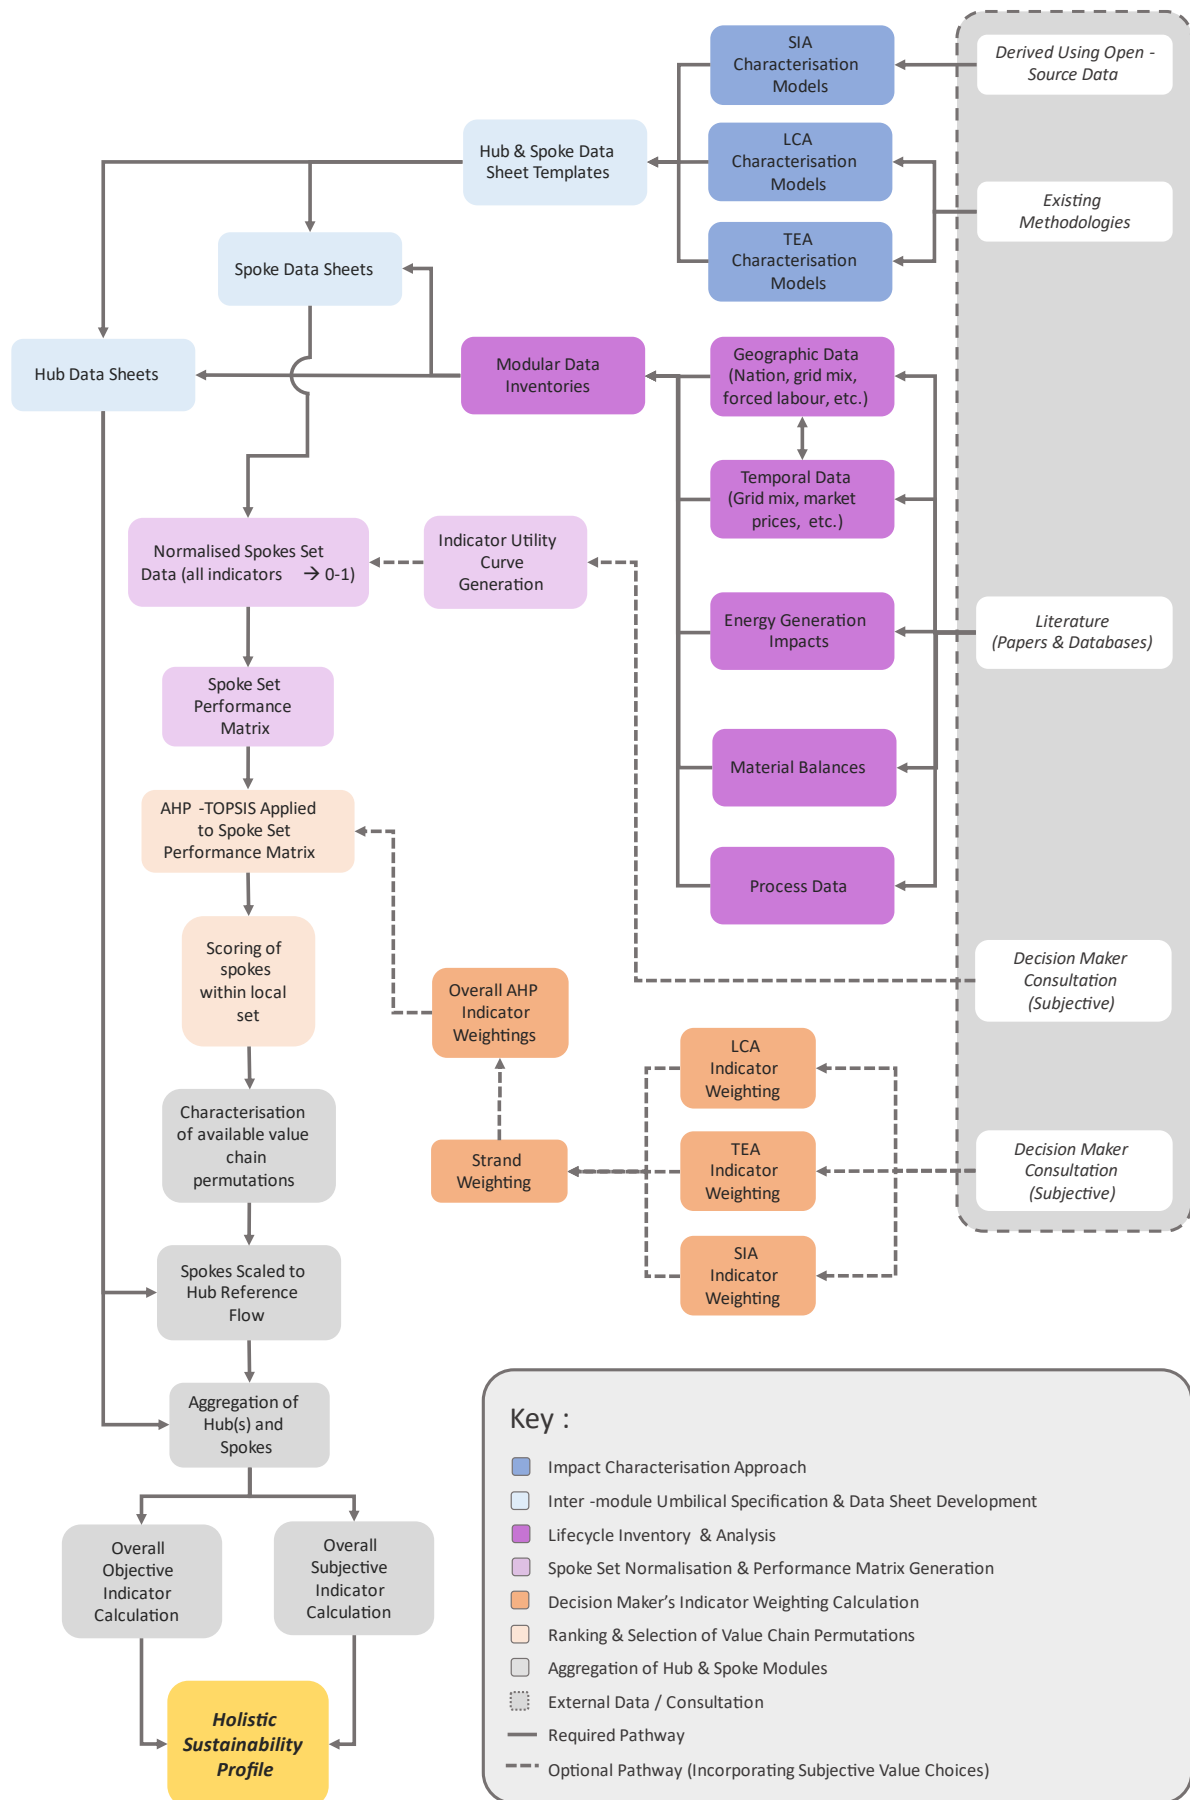 SIA
Characterisation
Models
Derived Using Open -
Source Data
LCA
Characterisation
Models
Hub & Spoke Data
Sheet Templates
Existing
Methodologies
TEA
Characterisation
Models
Spoke Data Sheets
Hub Data Sheets
Modular Data
Inventories
Geographic Data
(Nation, grid mix,
forced labour, etc.)
Temporal Data
(Grid mix, market
prices, etc.)
Normalised Spokes Set
Data (all indicators → 0-1)
Indicator Utility
Curve
Generation
Energy Generation
Impacts
Literature
(Papers & Databases)
Spoke Set
Performance
Matrix
Material Balances
AHP -TOPSIS Applied
to Spoke Set
Performance Matrix
Process Data
Scoring of
spokes
within local
set
Decision Maker
Consultation
(Subjective)
Overall AHP
Indicator
Weightings
LCA
Indicator
Weighting
Characterisation
of available value
chain
permutations
Strand
Weighting
TEA
Indicator
Weighting
Decision Maker
Consultation
(Subjective)
SIA
Indicator
Weighting
Spokes Scaled to
Hub Reference
Flow
Aggregation of
Hub(s) and
Spokes
Overall
Objective
Indicator
Calculation
Overall
Subjective
Indicator
Calculation
Holistic
Sustainability
Profile
Key :
Impact Characterisation Approach
Inter -module Umbilical Specification & Data Sheet Development
Lifecycle Inventory & Analysis
Spoke Set Normalisation & Performance Matrix Generation
Decision Maker's Indicator Weighting Calculation
Ranking & Selection of Value Chain Permutations
Aggregation of Hub & Spoke Modules
External Data / Consultation
Required Pathway
Optional Pathway (Incorporating Subjective Value Choices)